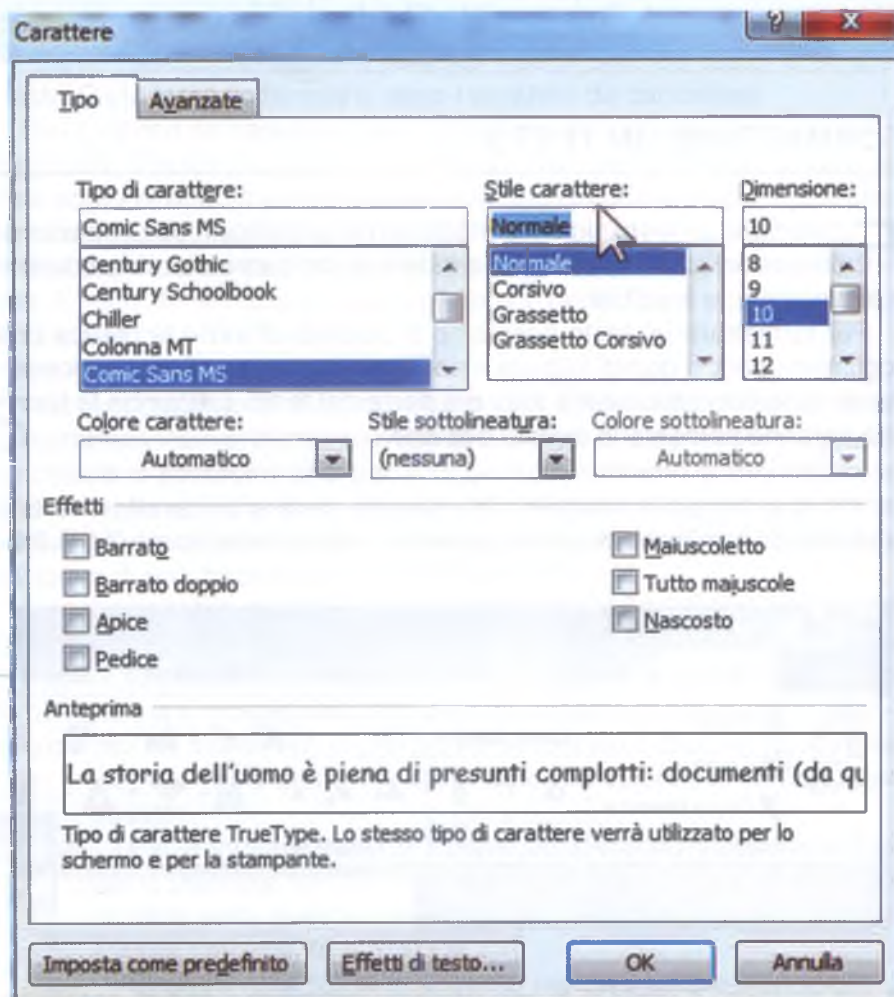 Carattere
Tipo Avanzate
Tipo di carattere: Stile carattere: Dimensione:
Comic Sans MS Normale 10
Century Gothic Normale 8
Century Schoolbook Corsivo 9
Chiller Grassetto 10
Colonna MT Grassetto Corsivo 11
Comic Sans MS 12
Colore carattere: Stile sottolineatura: Colore sottolineatura:
Automatico (nessuna) Automatico
Effetti
Barrato Maiuscoletto
Barrato doppio Tutto maiuscole
Apice Nascosto
Pedice
Anteprima
La storia dell'uomo è piena di presunti complotti: documenti (da qu
Tipo di carattere TrueType. Lo stesso tipo di carattere verrà utilizzato per lo
schermo e per la stampante.
Imposta come predefinito Effetti di testo... OK Annulla